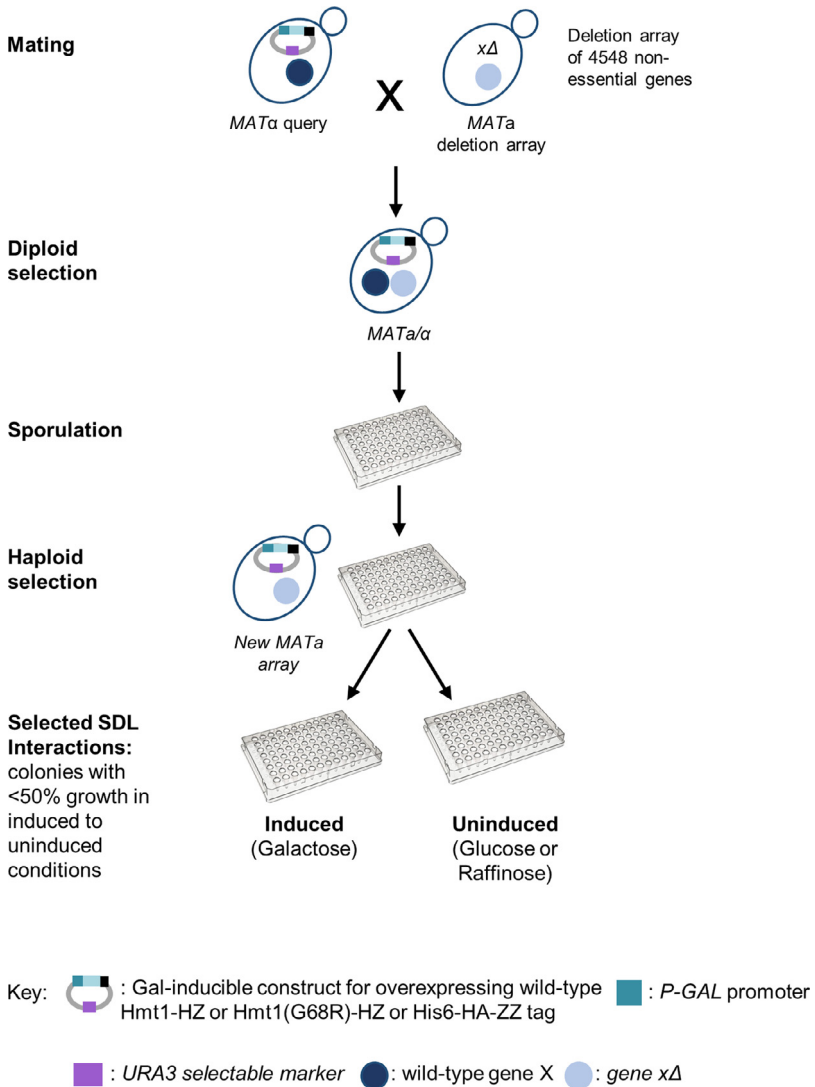 Mating
xΔ
Deletion array
of 4548 non-
essential genes
X
MATα query
MATa
deletion array
Diploid
selection
MATa/α
Sporulation
Haploid
selection
New MATa
array
Selected SDL
Interactions:
colonies with
<50% growth in
induced to
uninduced
conditions
Induced
(Galactose)
Uninduced
(Glucose or
Raffinose)
Key:
: Gal-inducible construct for overexpressing wild-type
Hmt1-HZ or Hmt1(G68R)-HZ or His6-HA-ZZ tag
: P-GAL promoter
: URA3 selectable marker
: wild-type gene X
: gene xΔ